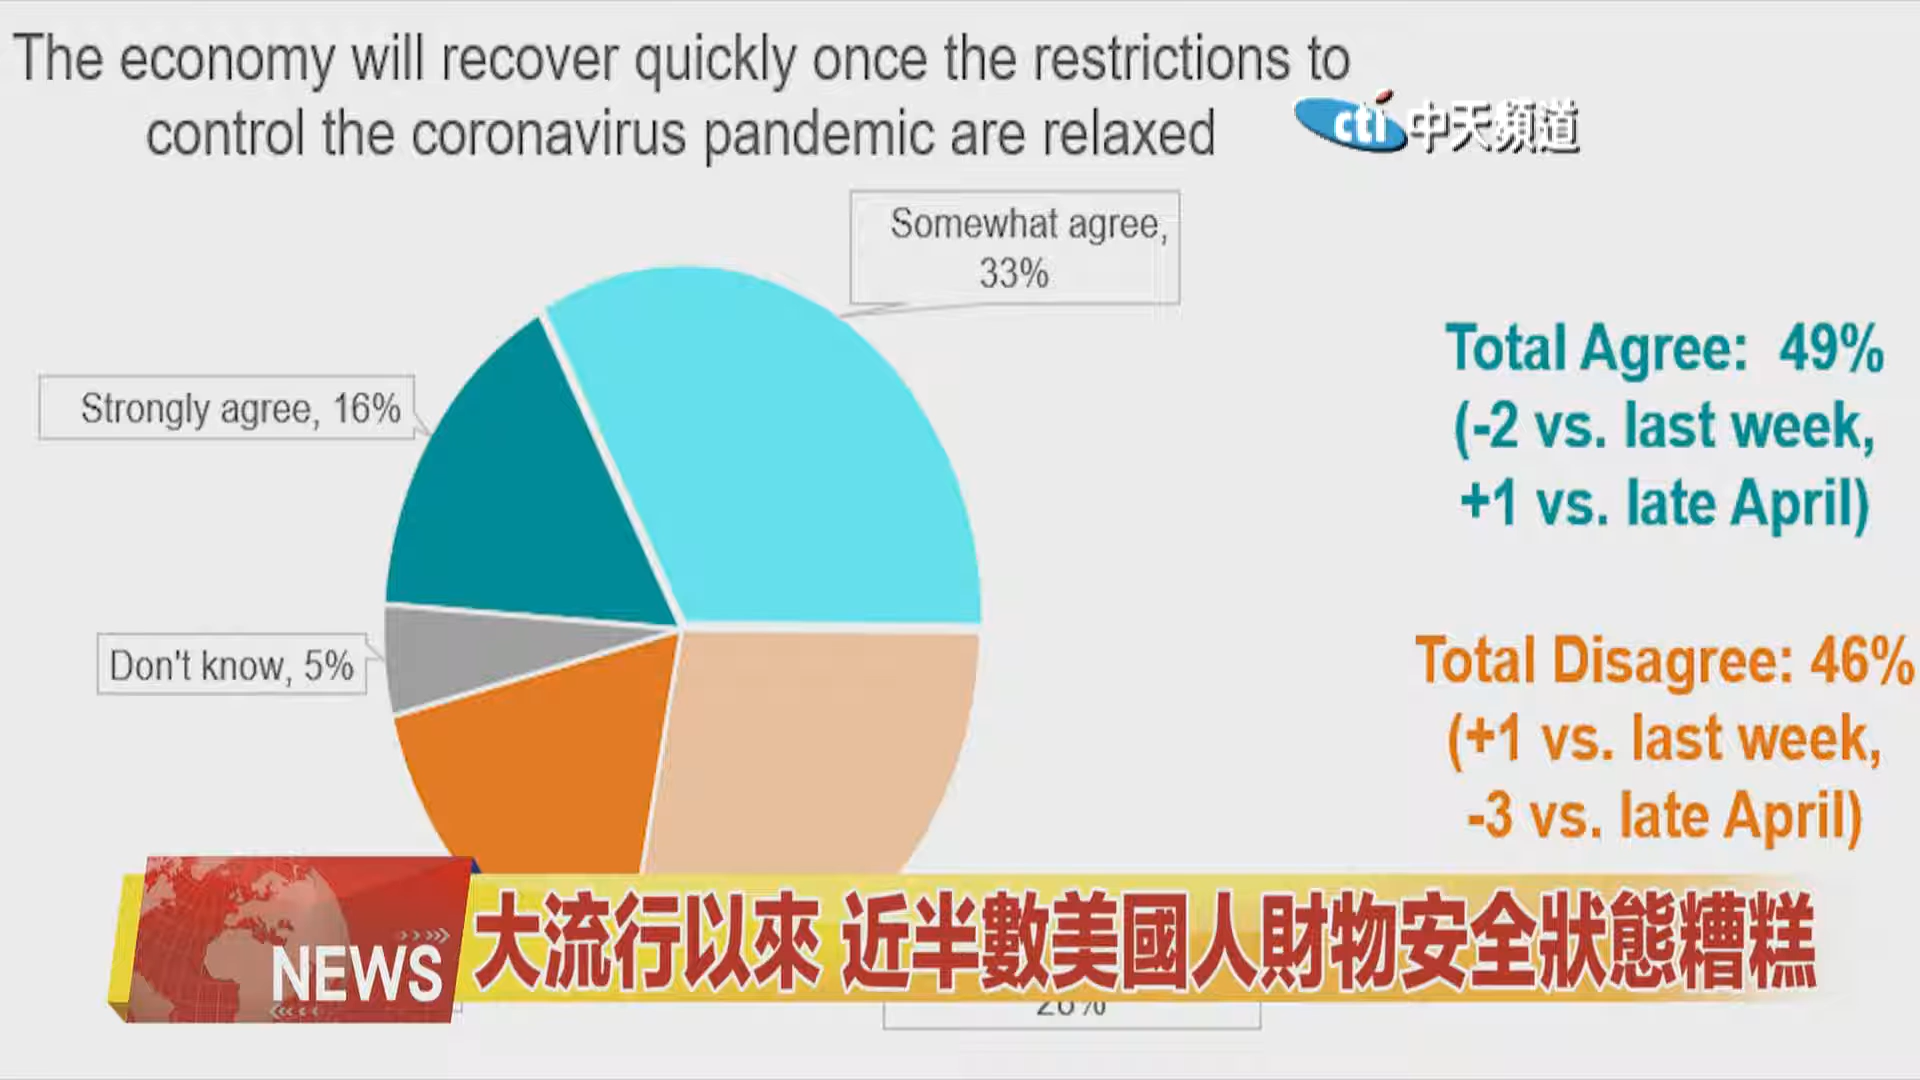 The economy will recover quickly once the restrictions to
control the coronavirus pandemic are relaxed
cti 中天頻道
Somewhat agree,
33%
Strongly agree, 16%
Don't know, 5%
Total Agree: 49%
(-2 vs. last week,
+1 vs. late April)
Total Disagree: 46%
(+1 vs. last week,
-3 vs. late April)
NEWS
大流行以來 近半數美國人財物安全狀態糟糕